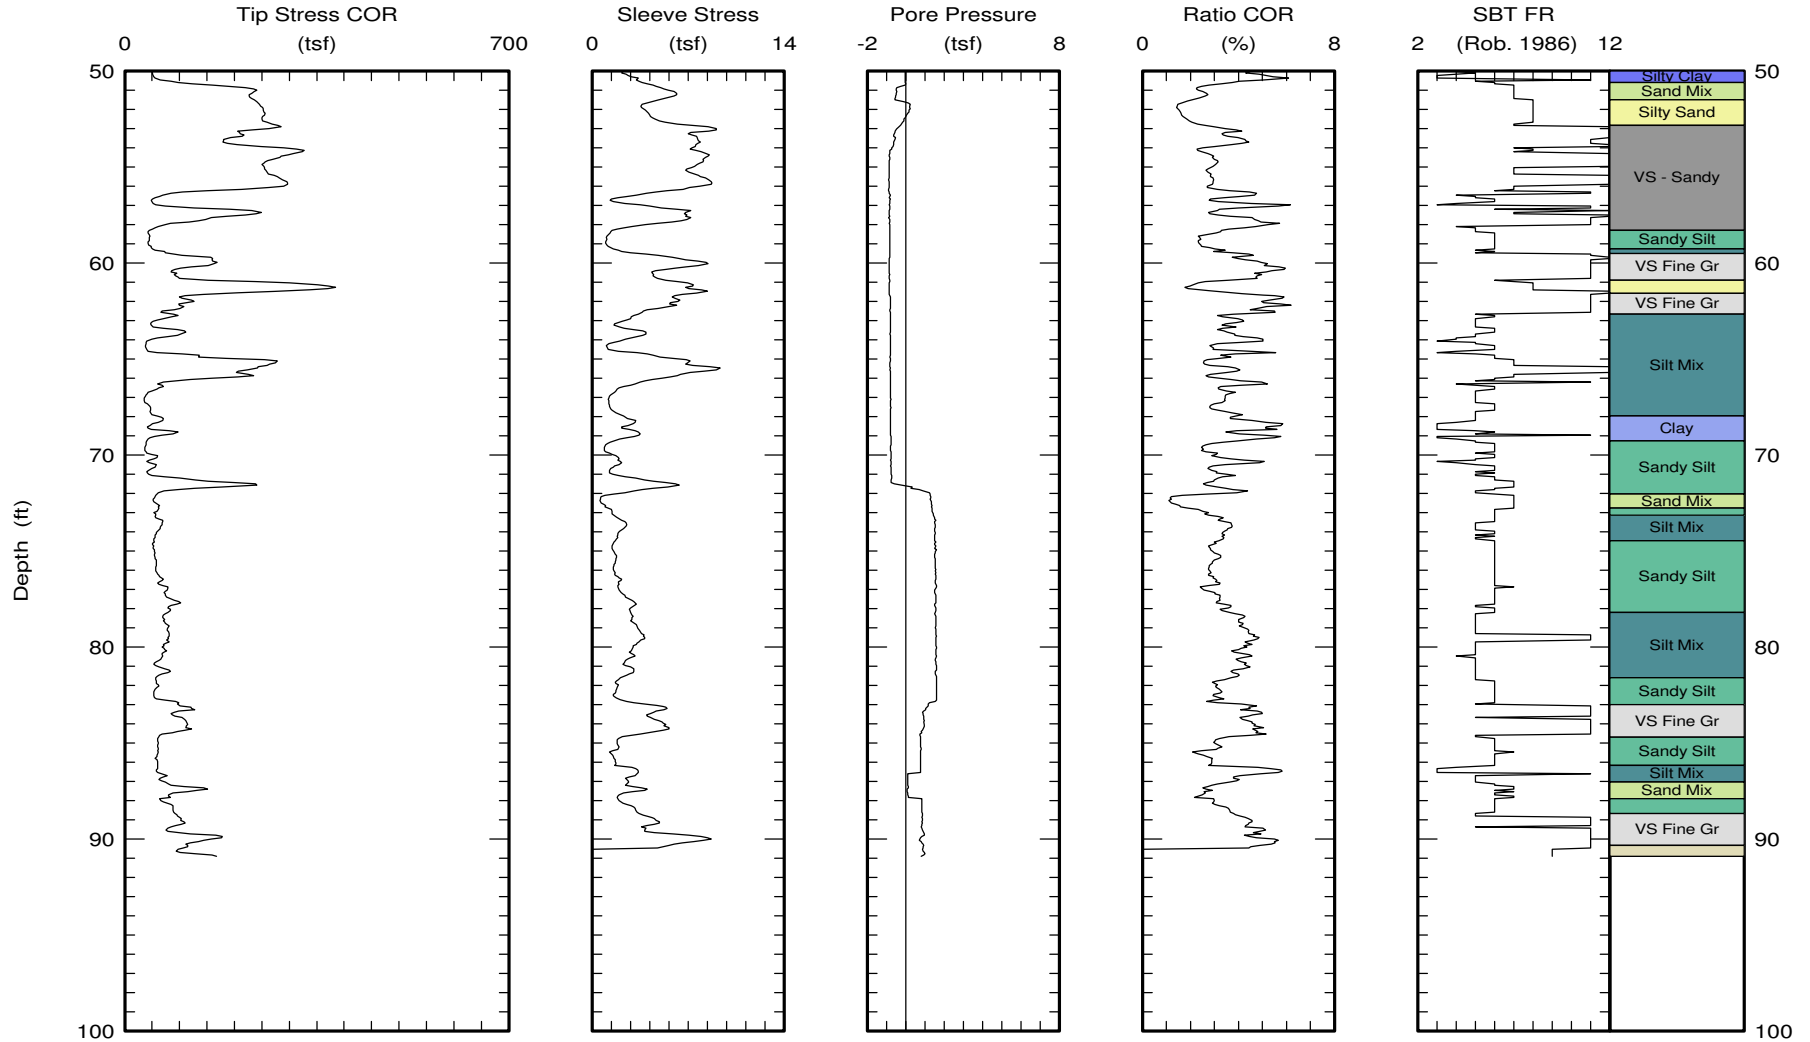 Tip Stress COR Sleeve Stress Pore Pressure Ratio COR SBT FR
0 (tsf) 700 0 (tsf) 14 -2 (tsf) 8 0 (%) 8 2 (Rob. 1986) 12
50 Silty Clay 50
Sand Mix
Silty Sand
VS - Sandy
Sandy Silt
60 VS Fine Gr 60
VS Fine Gr
Silt Mix
Clay
70 Sandy Silt 70
Sand Mix
Silt Mix
Depth (ft) Sandy Silt
80 Silt Mix 80
Sandy Silt
VS Fine Gr
Sandy Silt
Silt Mix
Sand Mix
90 VS Fine Gr 90
100 100